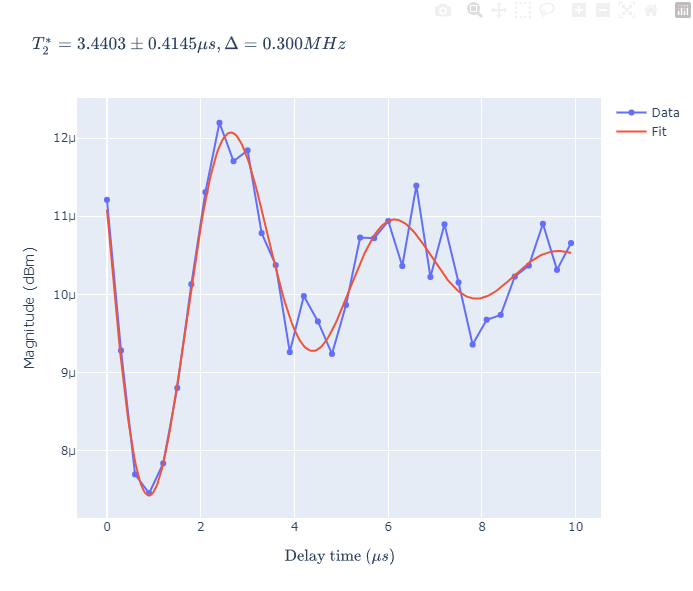 T₂* = 3.4403 ± 0.4145μs, Δ = 0.300MHz
Data
Fit
12μ
11μ
10μ
9μ
8μ
Magnitude (dBm)
0 2 4 6 8 10
Delay time (μs)